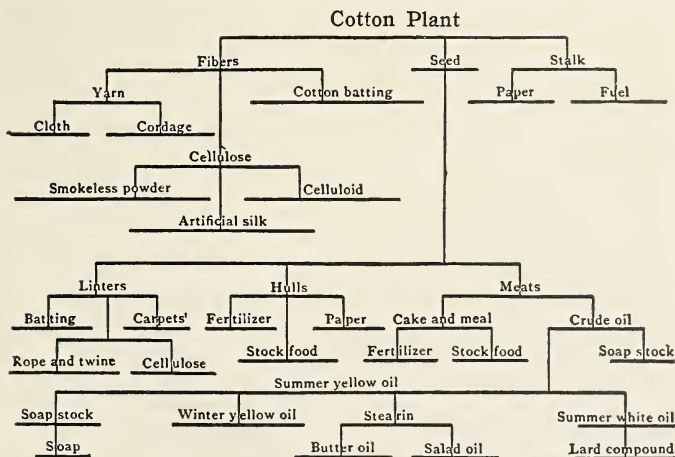 Cotton Plant
Fibers Seed Stalk
Yarn Cotton batting Paper Fuel
Cloth Cordage
Cellulose
Smokeless powder Celluloid
Artificial silk
Linters Hulls Meats
Batting Carpets' Fertilizer Paper Cake and meal Crude oil
Rope and twine Cellulose Stock food Fertilizer Stock food Soap stock
Summer yellow oil
Soap stock Winter yellow oil Stearin Summer white oil
Soap Butter oil Salad oil Lard compound